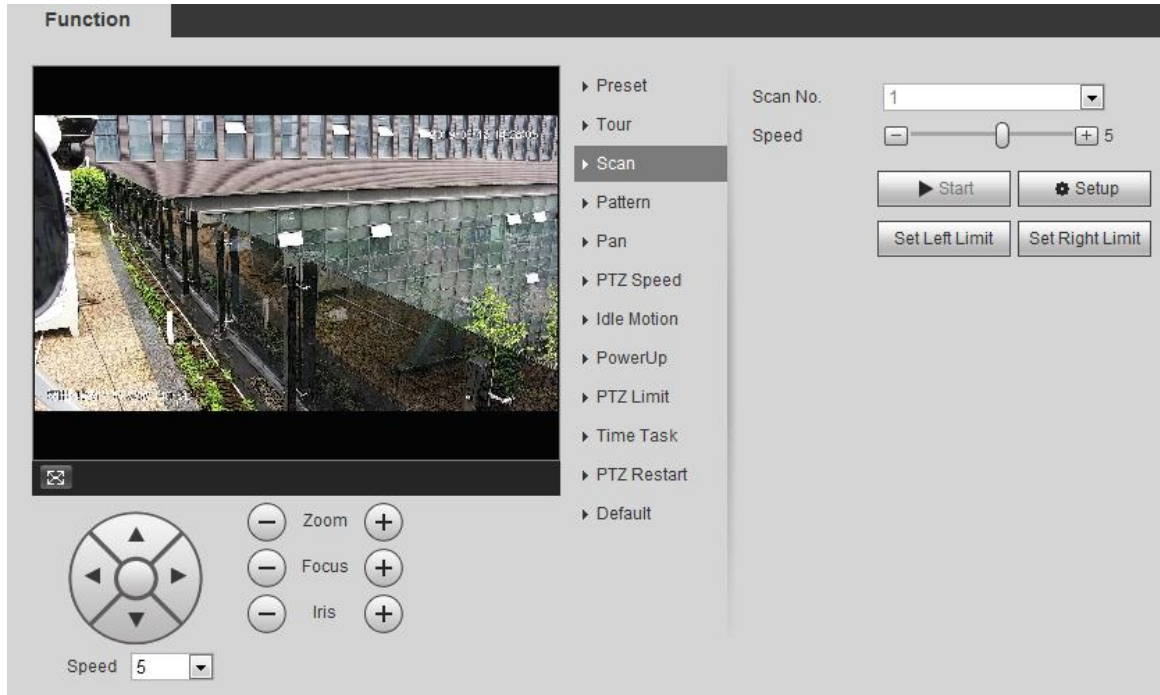 Function
Preset
Tour
Scan
Pattern
Pan
PTZ Speed
Idle Motion
PowerUp
PTZ Limit
Time Task
PTZ Restart
Default
Scan No. 1
Speed 5
Start Setup
Set Left Limit Set Right Limit
Zoom
Focus
Iris
Speed 5